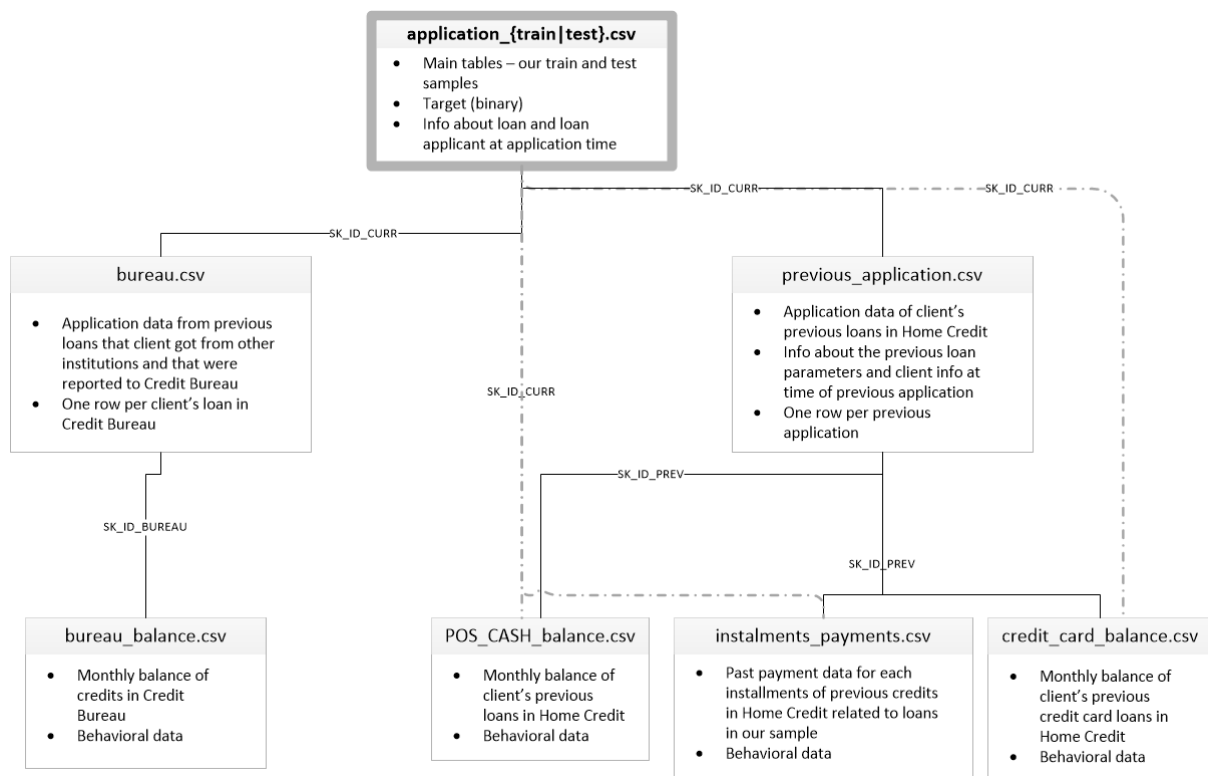 application_{train|test}.csv
• Main tables – our train and test
samples
• Target (binary)
• Info about loan and loan
applicant at application time
SK_ID_CURR
SK_ID_CURR
SK_ID_CURR
bureau.csv
• Application data from previous
loans that client got from other
institutions and that were
reported to Credit Bureau
• One row per client's loan in
Credit Bureau
previous_application.csv
• Application data of client's
previous loans in Home Credit
• Info about the previous loan
parameters and client info at
time of previous application
• One row per previous
application
SK_ID_CURR
SK_ID_PREV
SK_ID_BUREAU
SK_ID_PREV
bureau_balance.csv
• Monthly balance of
credits in Credit
Bureau
• Behavioral data
POS_CASH_balance.csv
• Monthly balance of
client's previous
loans in Home Credit
• Behavioral data
instalments_payments.csv
• Past payment data for each
installments of previous credits
in Home Credit related to loans
in our sample
• Behavioral data
credit_card_balance.csv
• Monthly balance of
client's previous
credit card loans in
Home Credit
• Behavioral data